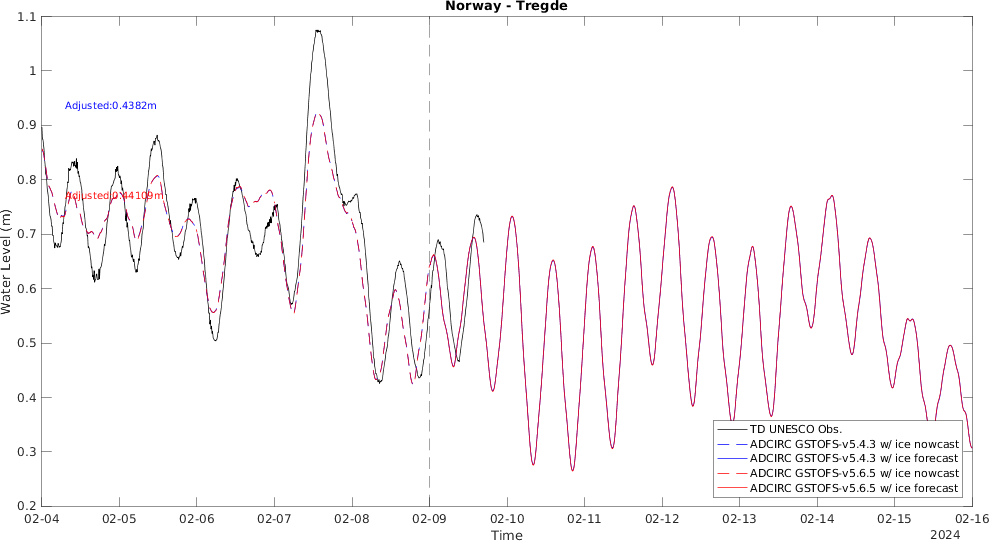 Norway - Tregde
1.1
1
0.9
0.8
0.7
0.6
0.5
0.4
0.3
0.2
Water Level (m)
Adjusted:0.4382m
Adjusted:0.44109m
TD UNESCO Obs.
ADCIRC GSTOFS-v5.4.3 w/ ice nowcast
ADCIRC GSTOFS-v5.4.3 w/ ice forecast
ADCIRC GSTOFS-v5.6.5 w/ ice nowcast
ADCIRC GSTOFS-v5.6.5 w/ ice forecast
02-04 02-05 02-06 02-07 02-08 02-09 02-10 02-11 02-12 02-13 02-14 02-15 02-16
Time
2024